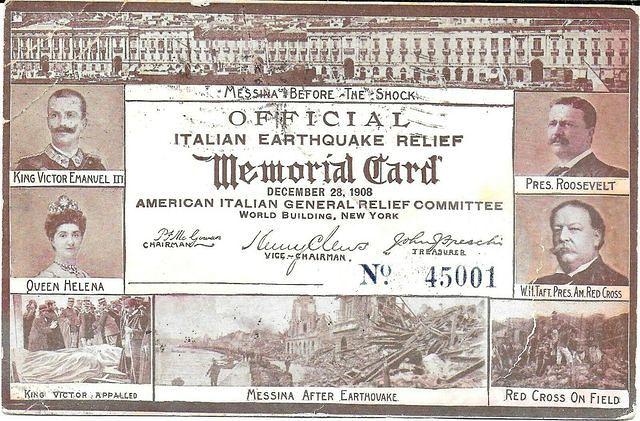 MESSINA BEFORE THE SHOCK
OFFICIAL
ITALIAN EARTHQUAKE RELIEF
Memorial Card
DECEMBER 28, 1908
AMERICAN ITALIAN GENERAL RELIEF COMMITTEE
WORLD BUILDING, NEW YORK
CHAIRMAN
Henry Clews
VICE-CHAIRMAN.
TREASURER
No 45001
KING VICTOR EMANUEL III
QUEEN HELENA
PRES. ROOSEVELT
W.H. TAFT, PRES. AM. RED CROSS
KING VICTOR APPALLED
MESSINA AFTER EARTHQUAKE
RED CROSS ON FIELD